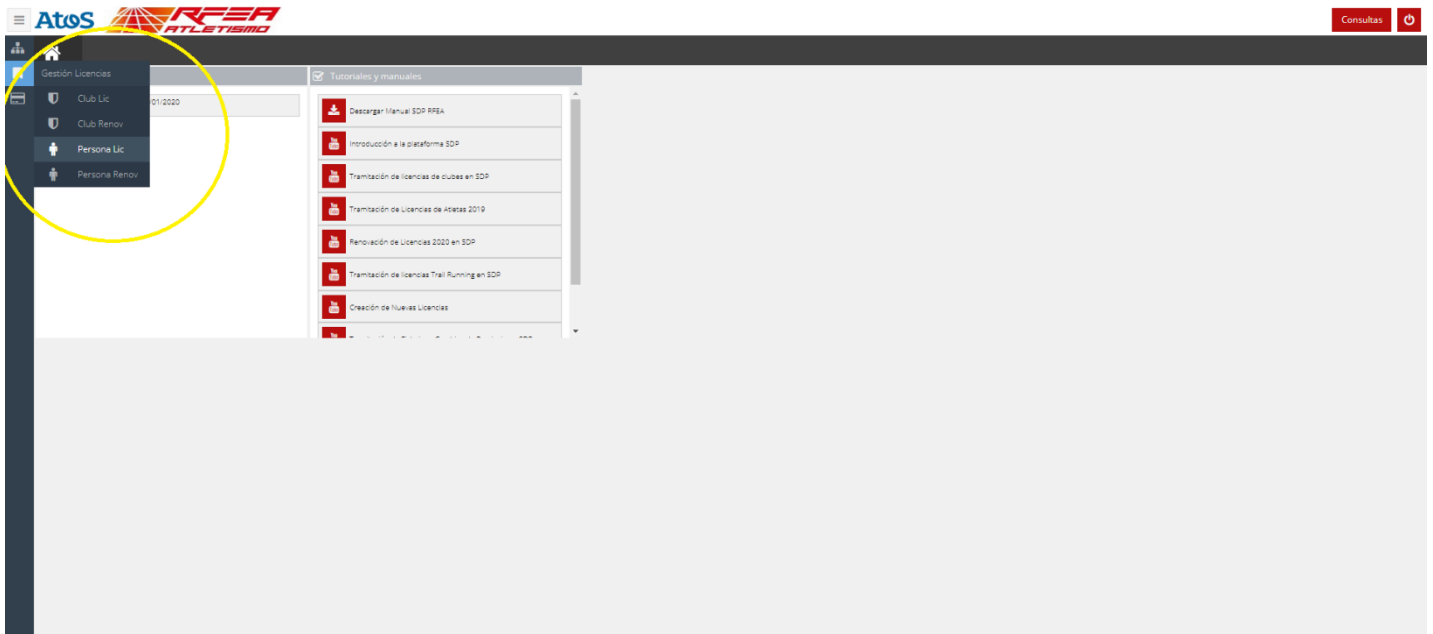 AtoS
RFEA
ATLETISMO
Consultas
Gestión Licencias
Tutoriales y manuales
Club Lic
01/2020
Descargar Manual SDP RFEA
Club Renov
Introducción a la plataforma SDP
Persona Lic
Persona Renov
Tramitación de licencias de clubes en SDP
Tramitación de Licencias de Atletas 2019
Renovación de Licencias 2020 en SDP
Tramitación de licencias Trail Running en SDP
Creación de Nuevas Licencias